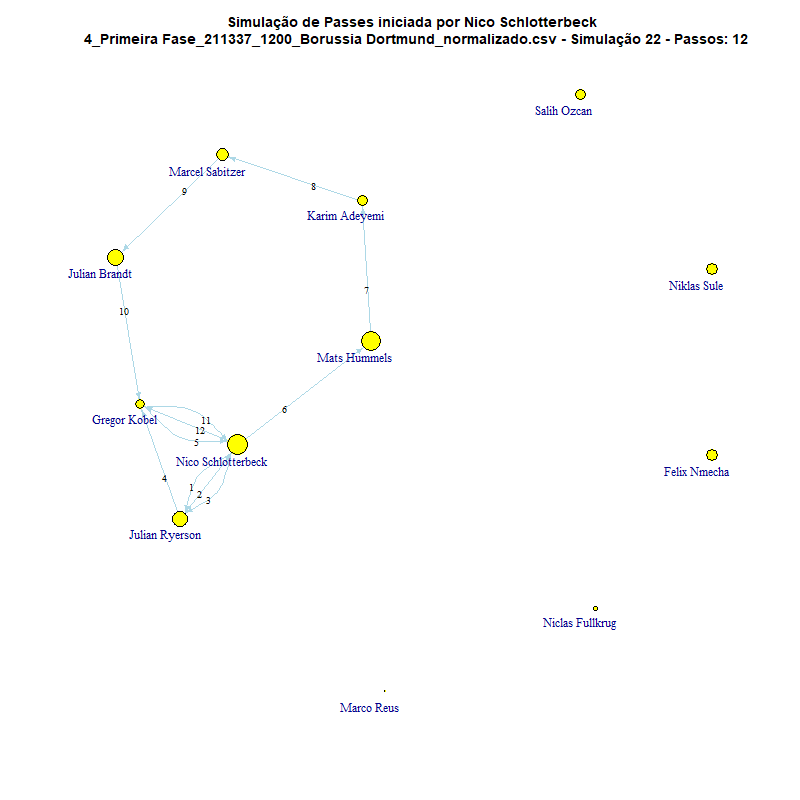 Simulação de Passes iniciada por Nico Schlotterbeck
4_Primeira Fase_211337_1200_Borussia Dortmund_normalizado.csv - Simulação 22 - Passos: 12
Salih Ozcan
Marcel Sabitzer
8
9
Karim Adeyemi
Julian Brandt
Niklas Sule
7
10
Mats Hummels
6
Gregor Kobel
11
12
5
Nico Schlotterbeck
Felix Nmecha
4
1
2
3
Julian Ryerson
Niclas Fullkrug
Marco Reus